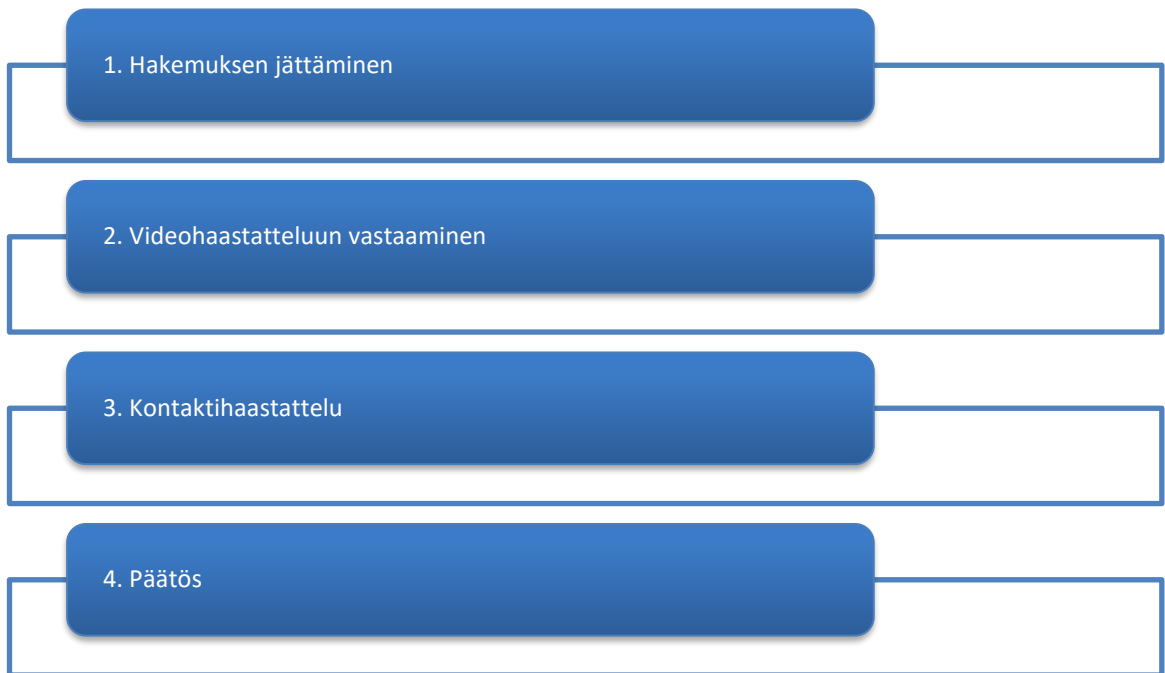 1. Hakemuksen jättäminen
2. Videohaastatteluun vastaaminen
3. Kontaktihaastattelu
4. Päätös